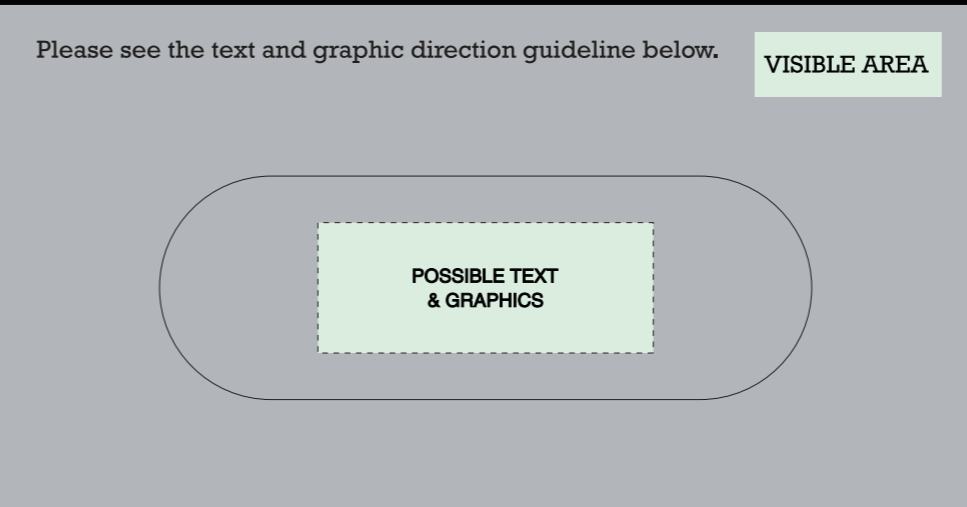 Please see the text and graphic direction guideline below.
VISIBLE AREA
POSSIBLE TEXT
& GRAPHICS